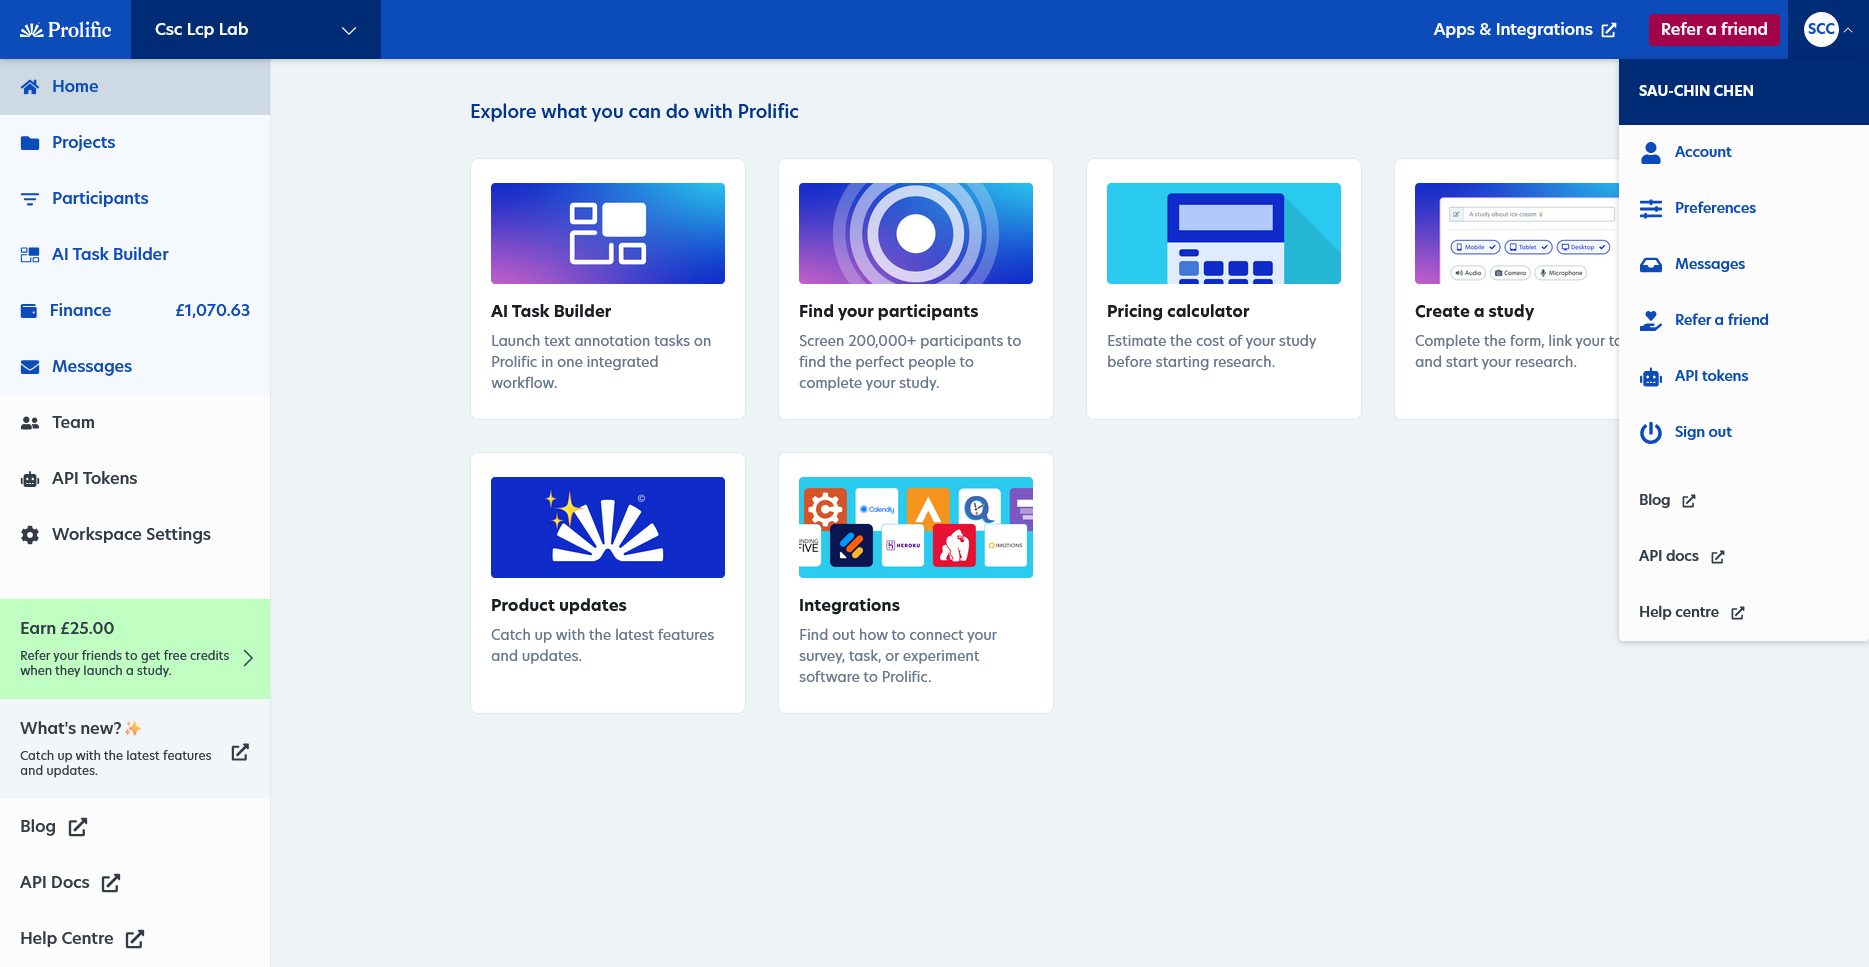 Prolific
Csc Lcp Lab
Apps & Integrations
Refer a friend
SCC
Home
Projects
Participants
AI Task Builder
Finance £1,070.63
Messages
Team
API Tokens
Workspace Settings
Earn £25.00
Refer your friends to get free credits
when they launch a study.
What's new?✨
Catch up with the latest features
and updates.
Blog
API Docs
Help Centre
Explore what you can do with Prolific
AI Task Builder
Launch text annotation tasks on
Prolific in one integrated
workflow.
Find your participants
Screen 200,000+ participants to
find the perfect people to
complete your study.
Pricing calculator
Estimate the cost of your study
before starting research.
A study about ice cream
Mobile
Tablet
Desktop
Audio
Camera
Microphone
Create a study
Complete the form, link your
and start your research.
©
Product updates
Catch up with the latest features
and updates.
Calendly
FIVE
HEROKU
IMOTIONS
Integrations
Find out how to connect your
survey, task, or experiment
software to Prolific.
SAU-CHIN CHEN
Account
Preferences
Messages
Refer a friend
API tokens
Sign out
Blog
API docs
Help centre